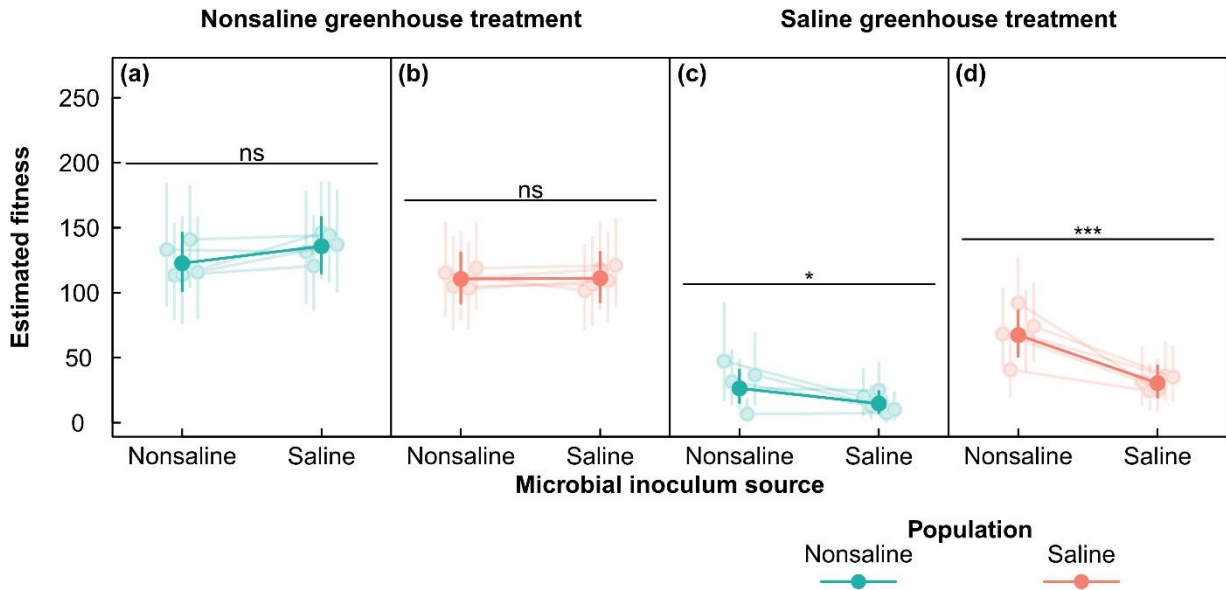 Nonsaline greenhouse treatment
Saline greenhouse treatment
(a)
(b)
(c)
(d)
Estimated fitness
250
200
150
100
50
0
ns
ns
*
***
Nonsaline Saline
Nonsaline Saline
Nonsaline Saline
Nonsaline Saline
Microbial inoculum source
Population
Nonsaline
Saline